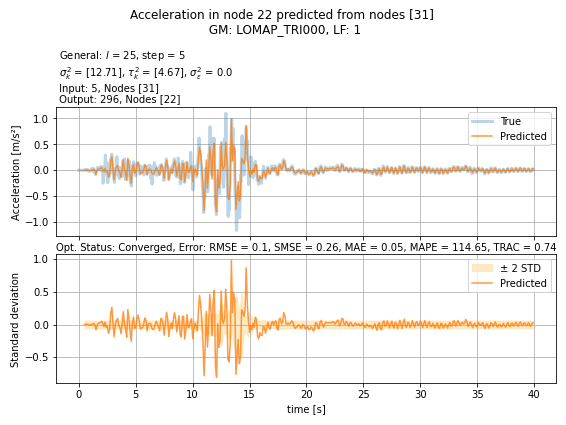 Acceleration in node 22 predicted from nodes [31]
GM: LOMAP_TRI000, LF: 1
General: l = 25, step = 5
σ²ₖ = [12.71], τ²ₖ = [4.67], σ²_ε = 0.0
Input: 5, Nodes [31]
Output: 296, Nodes [22]
Acceleration [m/s²]
1.0
0.5
0.0
−0.5
−1.0
True
Predicted
Opt. Status: Converged, Error: RMSE = 0.1, SMSE = 0.26, MAE = 0.05, MAPE = 114.65, TRAC = 0.74
Standard deviation
1.0
0.5
0.0
−0.5
± 2 STD
Predicted
0 5 10 15 20 25 30 35 40
time [s]